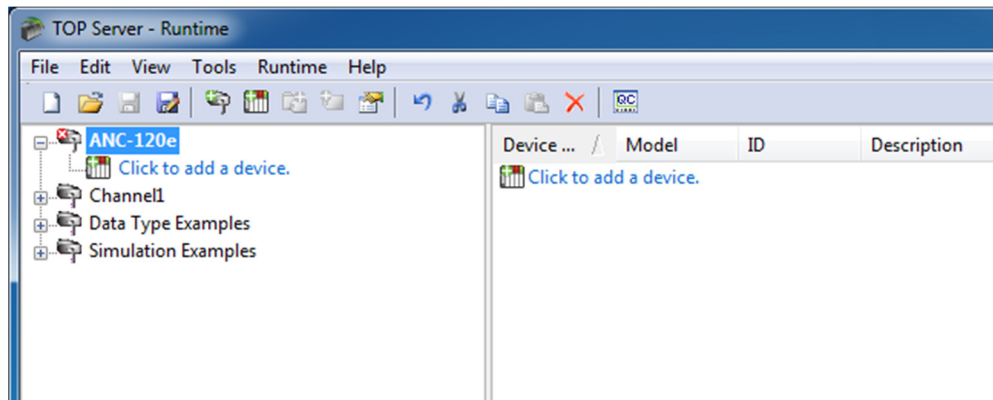 TOP Server - Runtime
File Edit View Tools Runtime Help
QC
ANC-120e
Click to add a device.
Channel1
Data Type Examples
Simulation Examples
Device ... Model ID Description
Click to add a device.